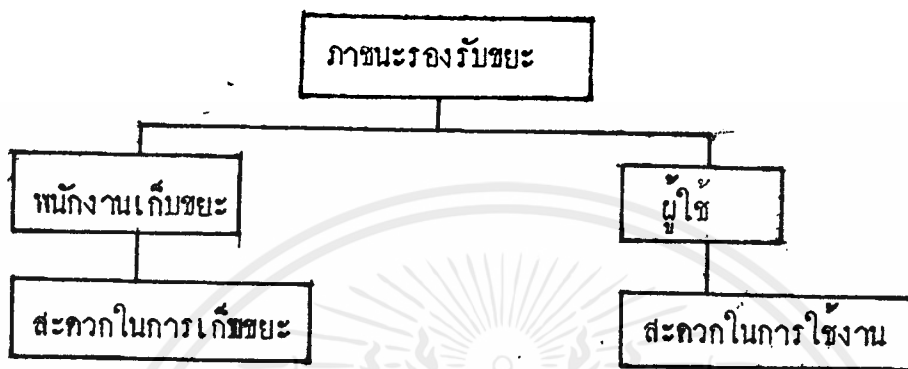 ภาชนะรองรับขยะ
พนักงานเก็บขยะ
ผู้ใช้
สะดวกในการเก็บขยะ
สะดวกในการใช้งาน